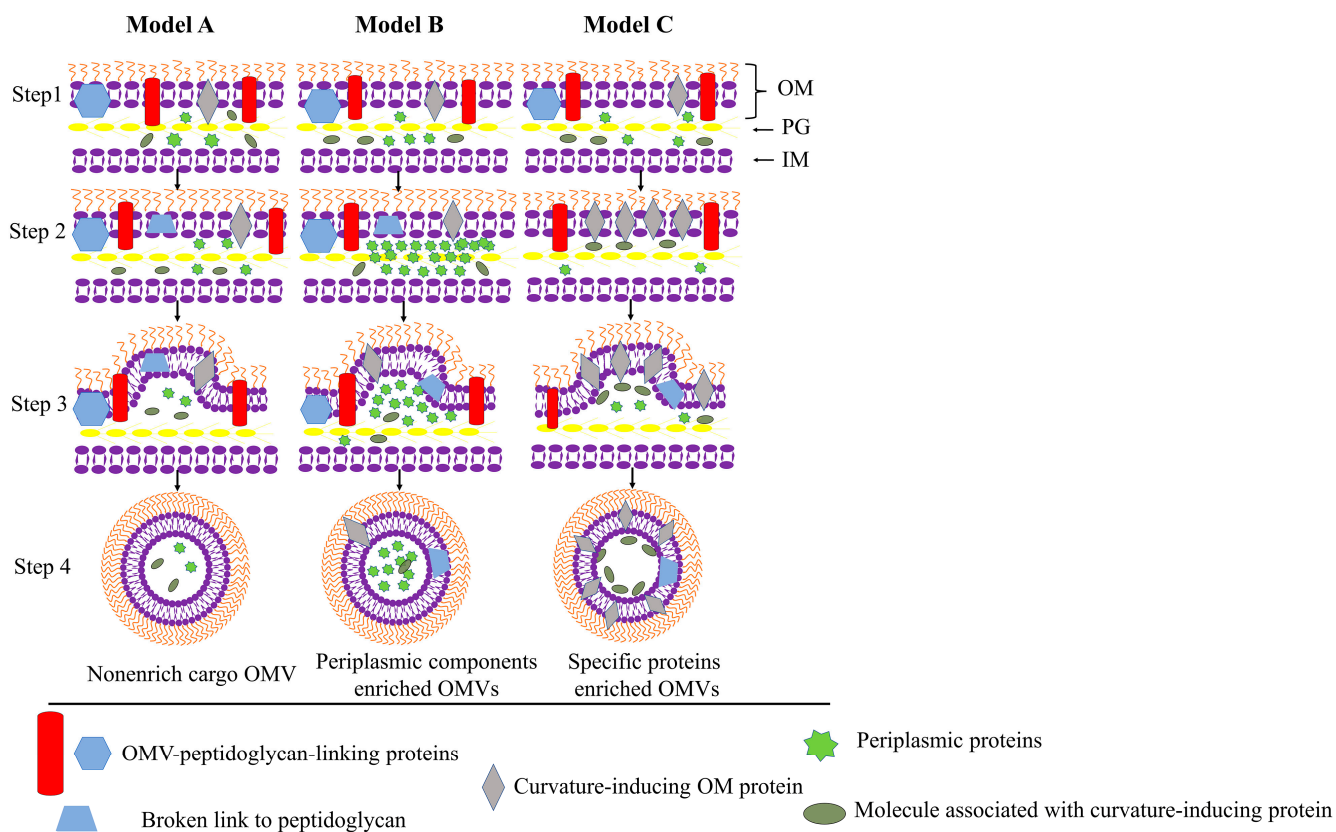 Model A
Model B
Model C
Step1
OM
PG
IM
Step 2
Step 3
Step 4
Nonenrich cargo OMV
Periplasmic components
enriched OMVs
Specific proteins
enriched OMVs
OMV-peptidoglycan-linking proteins
Broken link to peptidoglycan
Curvature-inducing OM protein
Periplasmic proteins
Molecule associated with curvature-inducing protein